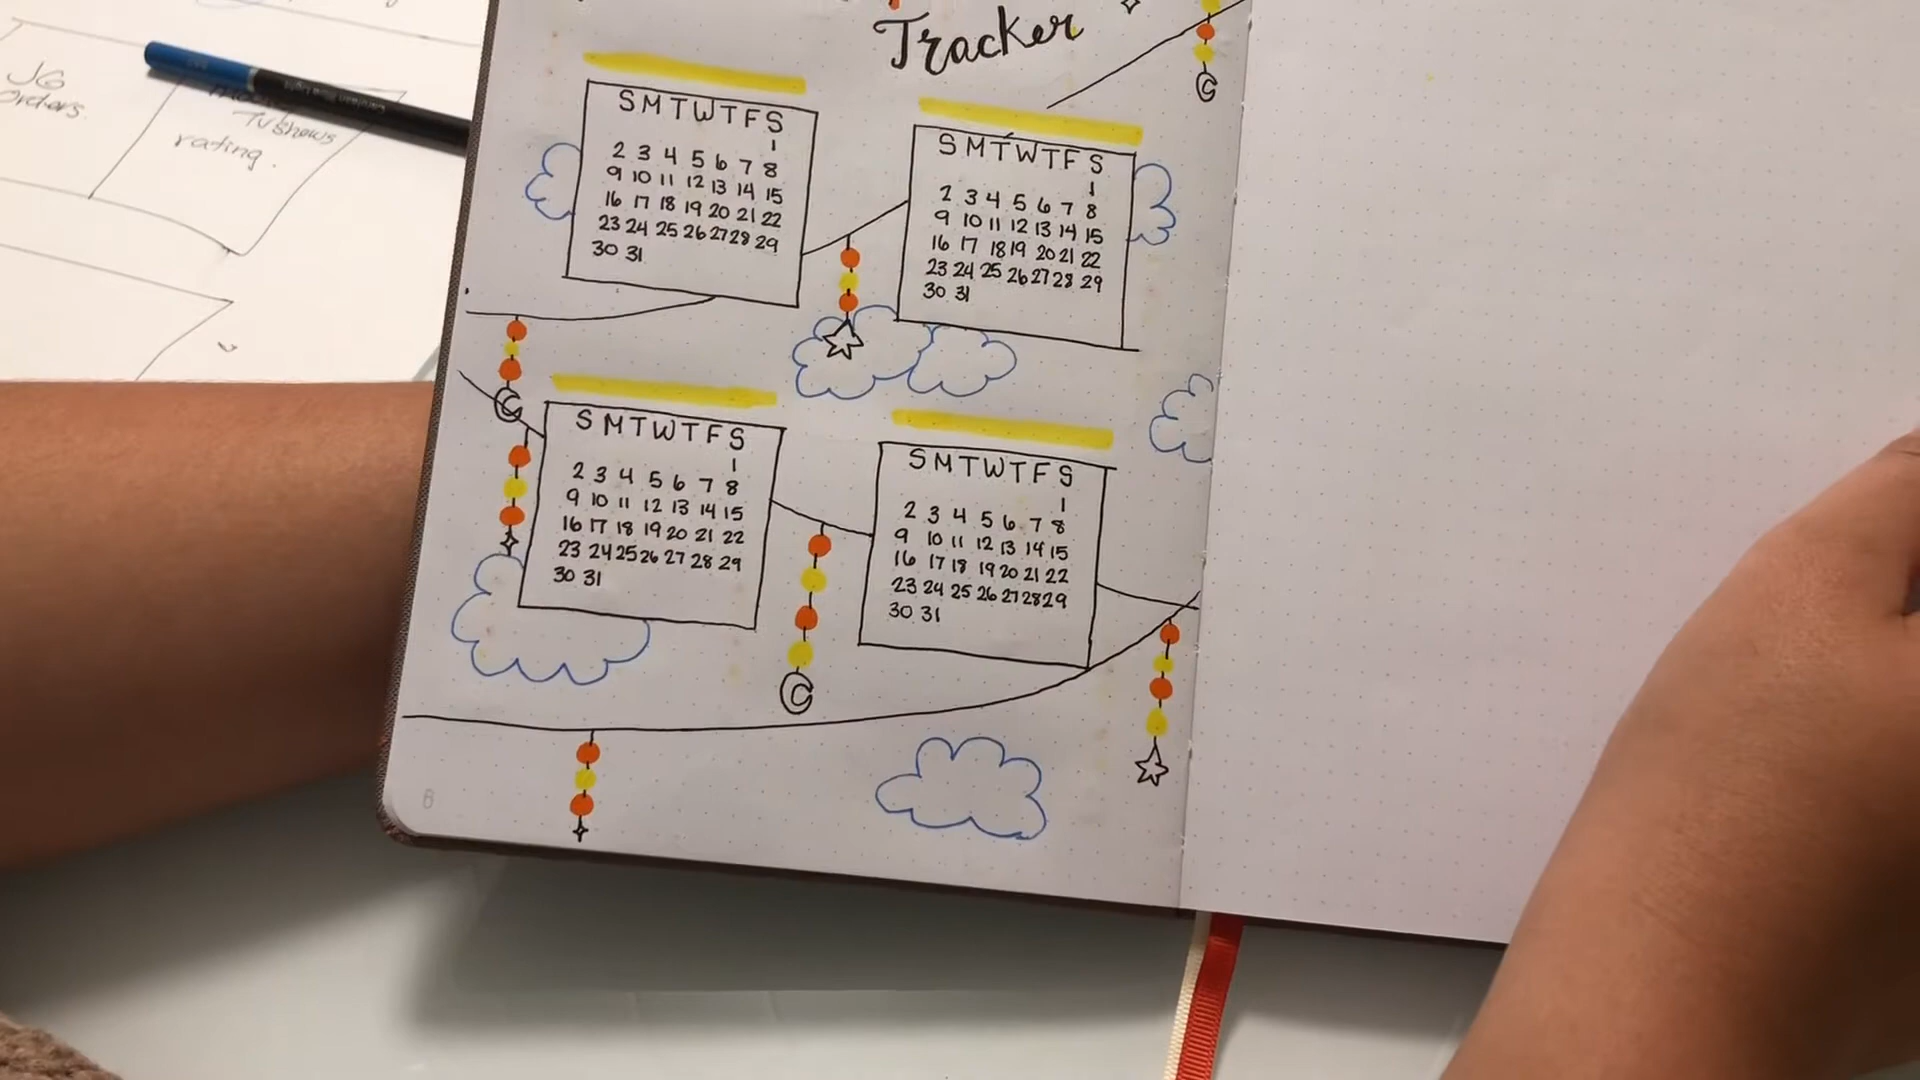 Tracker
JG
Orders.
TV shows
rating.
S M T W T F S
1
2 3 4 5 6 7 8
9 10 11 12 13 14 15
16 17 18 19 20 21 22
23 24 25 26 27 28 29
30 31
S M T W T F S
1
2 3 4 5 6 7 8
9 10 11 12 13 14 15
16 17 18 19 20 21 22
23 24 25 26 27 28 29
30 31
S M T W T F S
1
2 3 4 5 6 7 8
9 10 11 12 13 14 15
16 17 18 19 20 21 22
23 24 25 26 27 28 29
30 31
S M T W T F S
1
2 3 4 5 6 7 8
9 10 11 12 13 14 15
16 17 18 19 20 21 22
23 24 25 26 27 28 29
30 31
6